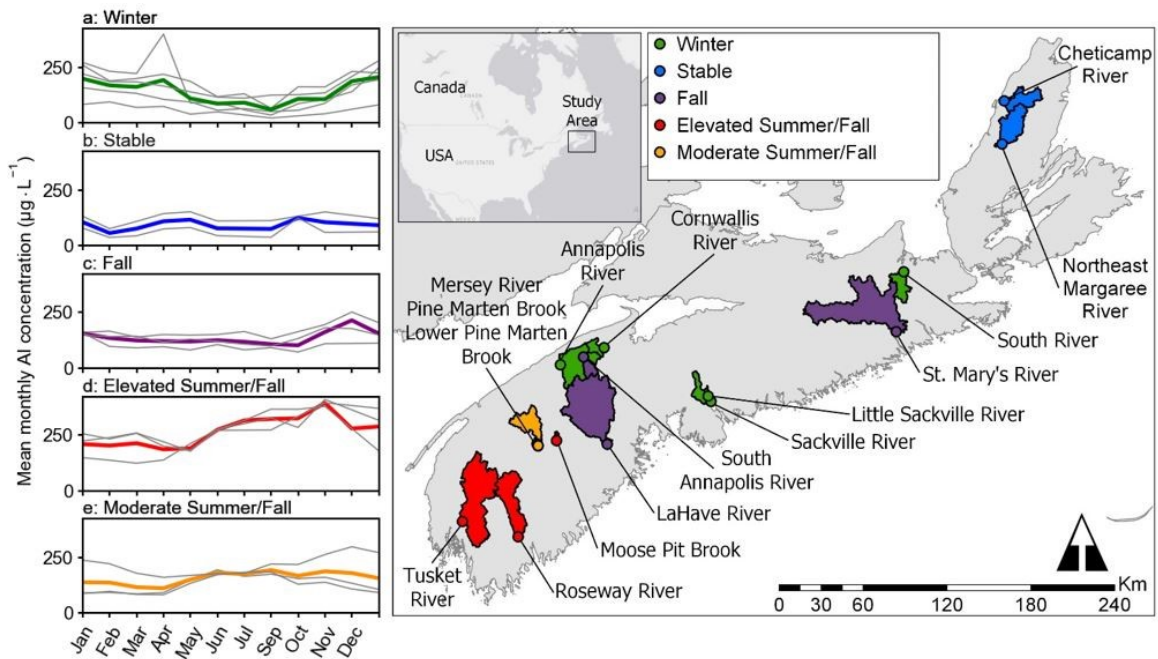 a: Winter
250
0
b: Stable
250
0
c: Fall
250
0
d: Elevated Summer/Fall
250
0
e: Moderate Summer/Fall
250
0
Mean monthly Al concentration (µg · L⁻¹)
Jan
Feb
Mar
Apr
May
Jun
Jul
Sep
Oct
Nov
Dec
Canada
CANADA
USA
UNITED STATES
Study
Area
Winter
Stable
Fall
Elevated Summer/Fall
Moderate Summer/Fall
Cheticamp
River
Cornwallis
River
Annapolis
River
Mersey River
Pine Marten Brook
Lower Pine Marten
Brook
Northeast
Margaree
River
South River
St. Mary's River
Little Sackville River
Sackville River
South
Annapolis River
LaHave River
Moose Pit Brook
Tusket
River
Roseway River
Km
0 30 60 120 180 240